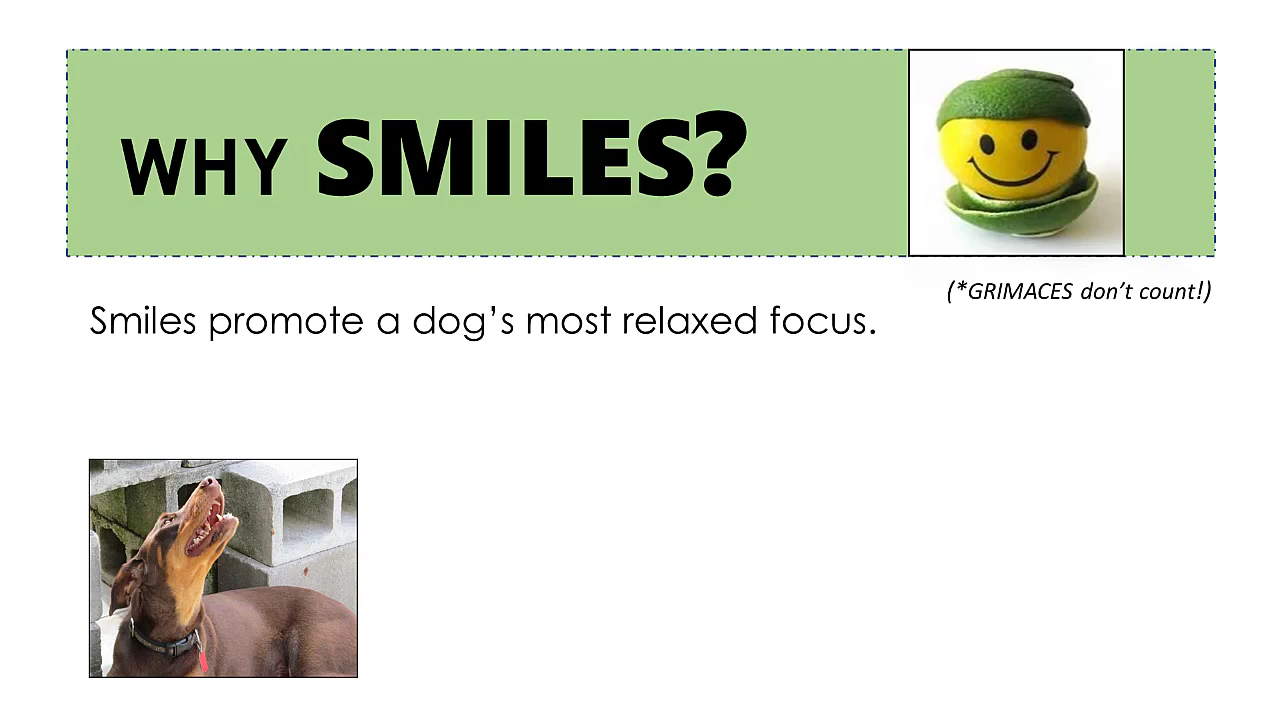 WHY SMILES?
(*GRIMACES don’t count!)
Smiles promote a dog’s most relaxed focus.